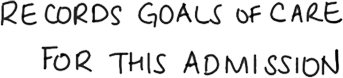 RECORDS GOALS OF CARE
FOR THIS ADMISSION